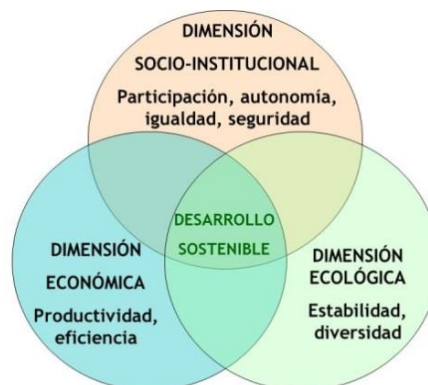 DIMENSIÓN
SOCIO-INSTITUCIONAL
Participación, autonomía,
igualdad, seguridad
DESARROLLO
SOSTENIBLE
DIMENSIÓN
ECONÓMICA
Productividad,
eficiencia
DIMENSIÓN
ECOLÓGICA
Estabilidad,
diversidad